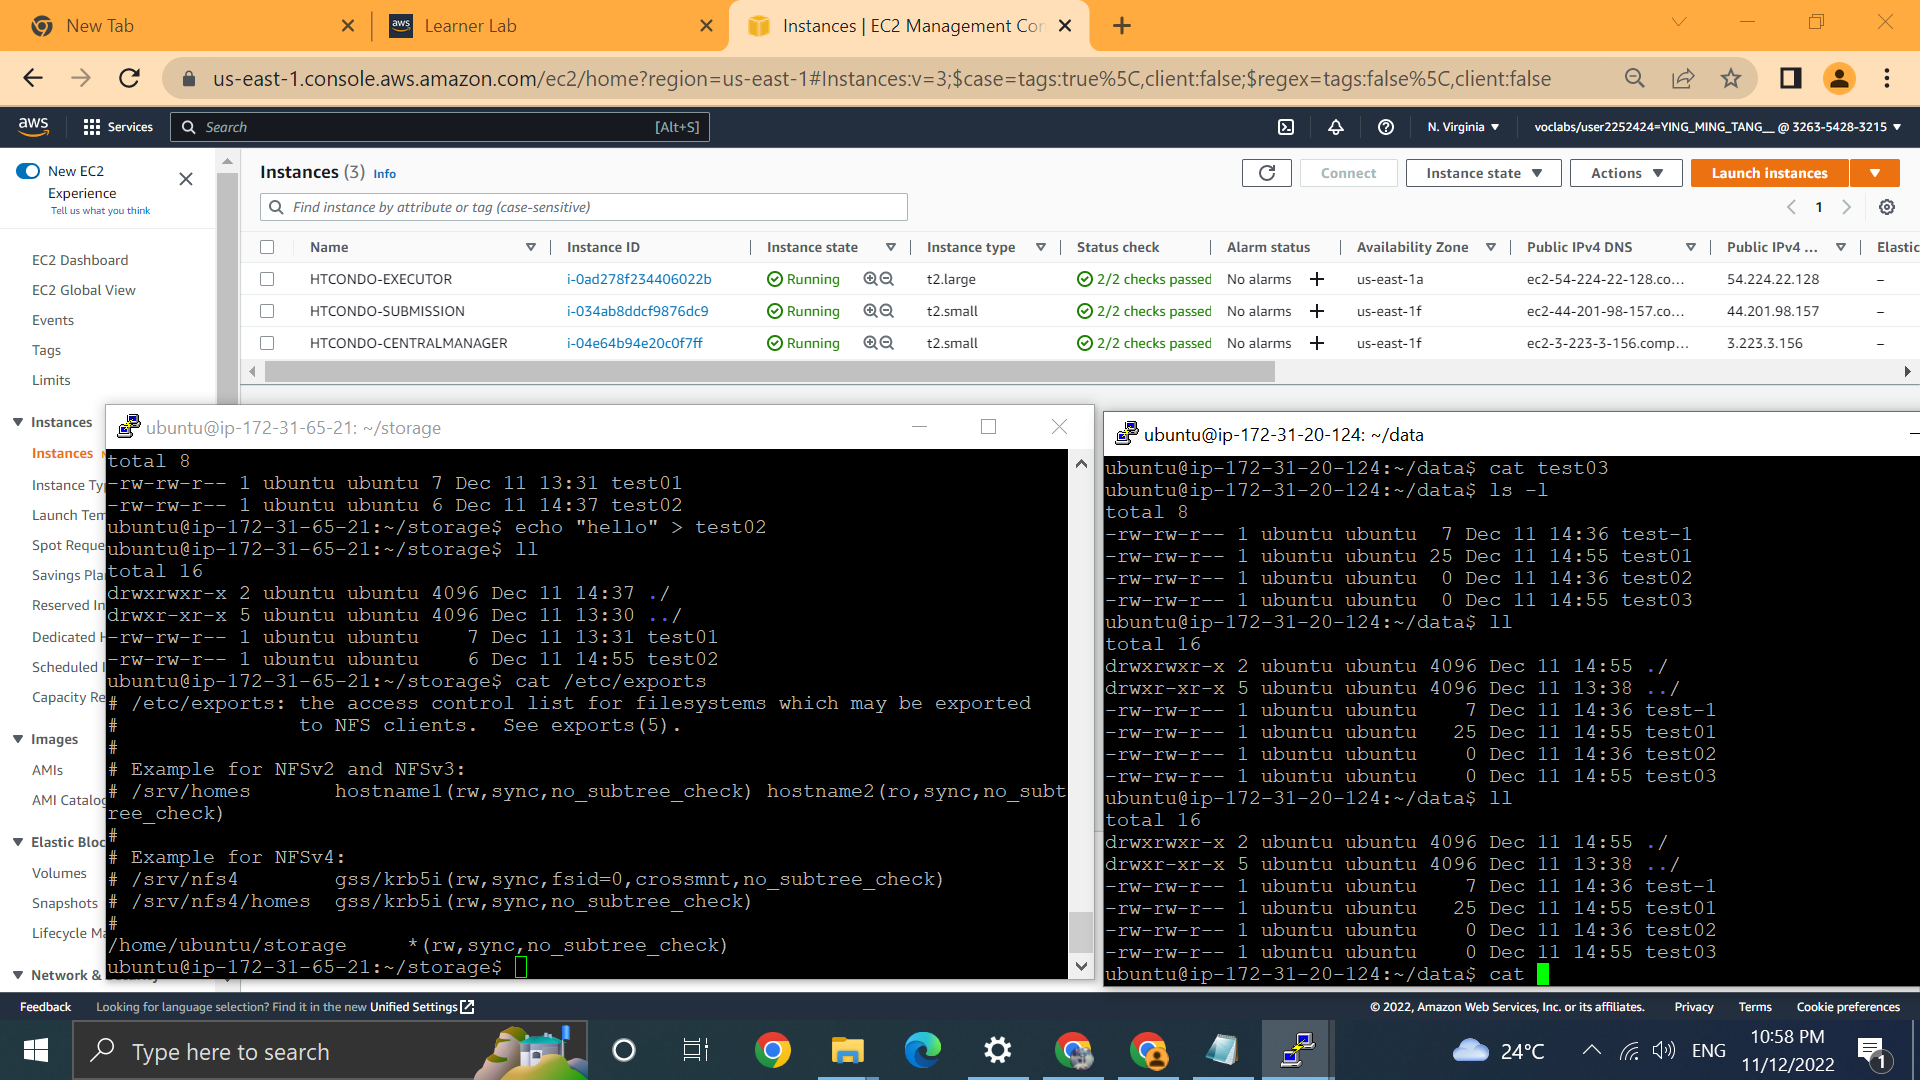 New Tab
Learner Lab
Instances | EC2 Management Con
us-east-1.console.aws.amazon.com/ec2/home?region=us-east-1#Instances:v=3;$case=tags:true%5C,client:false;$regex=tags:false%5C,client:false
aws Services Search [Alt+S] N. Virginia voclabs/user2252424=YING_MING_TANG__ @ 3263-5428-3215
New EC2 Experience
Tell us what you think
EC2 Dashboard
EC2 Global View
Events
Tags
Limits
Instances
Instances
Instance Ty
Launch Tem
Spot Reque
Savings Pla
Reserved In
Dedicated H
Scheduled I
Capacity Re
Images
AMIs
AMI Catalog
Elastic Bloc
Volumes
Snapshots
Lifecycle Ma
Network &
Instances (3) Info
Connect Instance state Actions Launch instances
Find instance by attribute or tag (case-sensitive)
1
Name Instance ID Instance state Instance type Status check Alarm status Availability Zone Public IPv4 DNS Public IPv4 ... Elastic
HTCONDO-EXECUTOR i-0ad278f234406022b Running t2.large 2/2 checks passed No alarms us-east-1a ec2-54-224-22-128.co... 54.224.22.128 –
HTCONDO-SUBMISSION i-034ab8ddcf9876dc9 Running t2.small 2/2 checks passed No alarms us-east-1f ec2-44-201-98-157.co... 44.201.98.157 –
HTCONDO-CENTRALMANAGER i-04e64b94e20c0f7ff Running t2.small 2/2 checks passed No alarms us-east-1f ec2-3-223-3-156.comp... 3.223.3.156 –
ubuntu@ip-172-31-65-21: ~/storage
total 8
-rw-rw-r-- 1 ubuntu ubuntu 7 Dec 11 13:31 test01
-rw-rw-r-- 1 ubuntu ubuntu 6 Dec 11 14:37 test02
ubuntu@ip-172-31-65-21:~/storage$ echo "hello" > test02
ubuntu@ip-172-31-65-21:~/storage$ ll
total 16
drwxrwxr-x 2 ubuntu ubuntu 4096 Dec 11 14:37 ./
drwxr-xr-x 5 ubuntu ubuntu 4096 Dec 11 13:30 ../
-rw-rw-r-- 1 ubuntu ubuntu    7 Dec 11 13:31 test01
-rw-rw-r-- 1 ubuntu ubuntu    6 Dec 11 14:55 test02
ubuntu@ip-172-31-65-21:~/storage$ cat /etc/exports
# /etc/exports: the access control list for filesystems which may be exported
#               to NFS clients.  See exports(5).
#
# Example for NFSv2 and NFSv3:
# /srv/homes       hostname1(rw,sync,no_subtree_check) hostname2(ro,sync,no_subt
ree_check)
#
# Example for NFSv4:
# /srv/nfs4        gss/krb5i(rw,sync,fsid=0,crossmnt,no_subtree_check)
# /srv/nfs4/homes  gss/krb5i(rw,sync,no_subtree_check)
#
/home/ubuntu/storage     *(rw,sync,no_subtree_check)
ubuntu@ip-172-31-65-21:~/storage$
ubuntu@ip-172-31-20-124: ~/data
ubuntu@ip-172-31-20-124:~/data$ cat test03
ubuntu@ip-172-31-20-124:~/data$ ls -l
total 8
-rw-rw-r-- 1 ubuntu ubuntu  7 Dec 11 14:36 test-1
-rw-rw-r-- 1 ubuntu ubuntu 25 Dec 11 14:55 test01
-rw-rw-r-- 1 ubuntu ubuntu  0 Dec 11 14:36 test02
-rw-rw-r-- 1 ubuntu ubuntu  0 Dec 11 14:55 test03
ubuntu@ip-172-31-20-124:~/data$ ll
total 16
drwxrwxr-x 2 ubuntu ubuntu 4096 Dec 11 14:55 ./
drwxr-xr-x 5 ubuntu ubuntu 4096 Dec 11 13:38 ../
-rw-rw-r-- 1 ubuntu ubuntu    7 Dec 11 14:36 test-1
-rw-rw-r-- 1 ubuntu ubuntu   25 Dec 11 14:55 test01
-rw-rw-r-- 1 ubuntu ubuntu    0 Dec 11 14:36 test02
-rw-rw-r-- 1 ubuntu ubuntu    0 Dec 11 14:55 test03
ubuntu@ip-172-31-20-124:~/data$ ll
total 16
drwxrwxr-x 2 ubuntu ubuntu 4096 Dec 11 14:55 ./
drwxr-xr-x 5 ubuntu ubuntu 4096 Dec 11 13:38 ../
-rw-rw-r-- 1 ubuntu ubuntu    7 Dec 11 14:36 test-1
-rw-rw-r-- 1 ubuntu ubuntu   25 Dec 11 14:55 test01
-rw-rw-r-- 1 ubuntu ubuntu    0 Dec 11 14:36 test02
-rw-rw-r-- 1 ubuntu ubuntu    0 Dec 11 14:55 test03
ubuntu@ip-172-31-20-124:~/data$ cat
Feedback Looking for language selection? Find it in the new Unified Settings © 2022, Amazon Web Services, Inc. or its affiliates. Privacy Terms Cookie preferences
Type here to search
24°C ENG
10:58 PM
11/12/2022
1